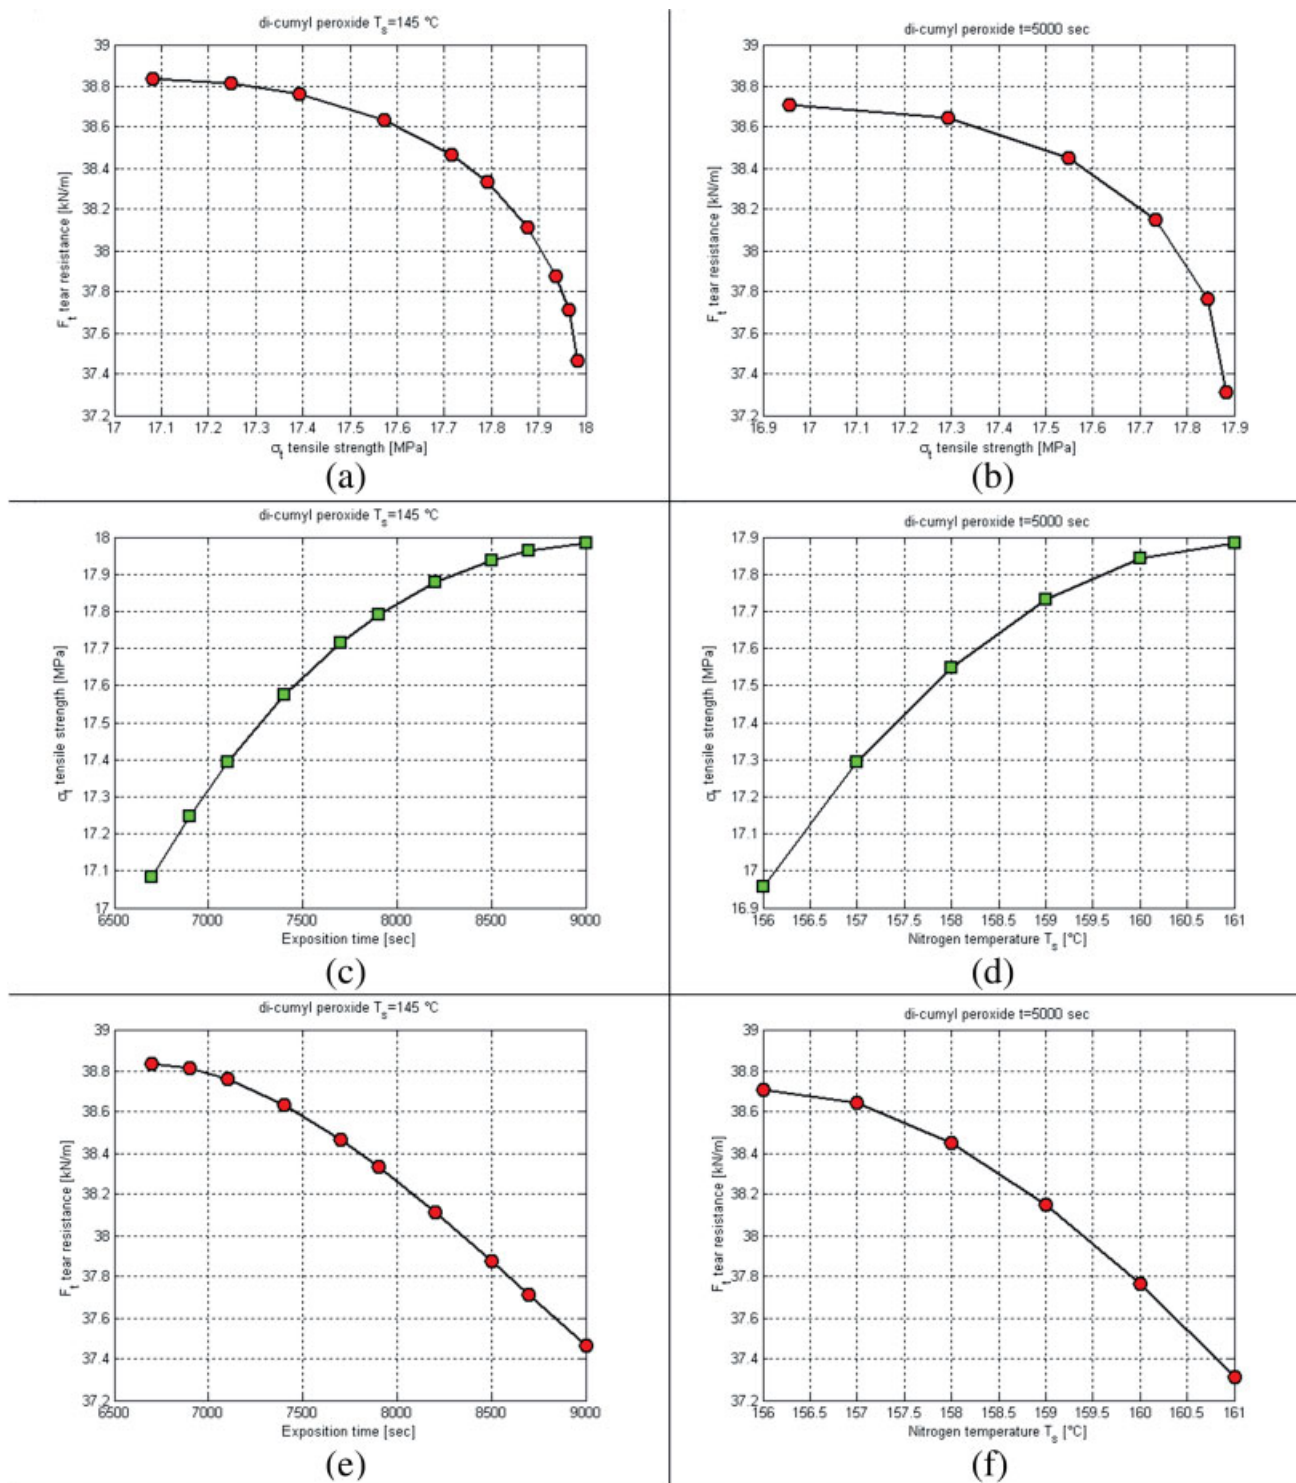 di-cumyl peroxide Ts=145 °C
39
38.8
38.6
38.4
38.2
38
37.8
37.6
37.4
37.2
Ft tear resistance [kN/m]
17 17.1 17.2 17.3 17.4 17.5 17.6 17.7 17.8 17.9 18
σt tensile strength [MPa]
(a)
di-cumyl peroxide t=5000 sec
39
38.8
38.6
38.4
38.2
38
37.8
37.6
37.4
37.2
Ft tear resistance [kN/m]
16.9 17 17.1 17.2 17.3 17.4 17.5 17.6 17.7 17.8 17.9
σt tensile strength [MPa]
(b)
di-cumyl peroxide Ts=145 °C
18
17.9
17.8
17.7
17.6
17.5
17.4
17.3
17.2
17.1
17
σt tensile strength [MPa]
6500 7000 7500 8000 8500 9000
Exposition time [sec]
(c)
di-cumyl peroxide t=5000 sec
17.9
17.8
17.7
17.6
17.5
17.4
17.3
17.2
17.1
17
16.9
σt tensile strength [MPa]
156 156.5 157 157.5 158 158.5 159 159.5 160 160.5 161
Nitrogen temperature Ts [°C]
(d)
di-cumyl peroxide Ts=145 °C
39
38.8
38.6
38.4
38.2
38
37.8
37.6
37.4
37.2
Ft tear resistance [kN/m]
6500 7000 7500 8000 8500 9000
Exposition time [sec]
(e)
di-cumyl peroxide t=5000 sec
39
38.8
38.6
38.4
38.2
38
37.8
37.6
37.4
37.2
Ft tear resistance [kN/m]
156 156.5 157 157.5 158 158.5 159 159.5 160 160.5 161
Nitrogen temperature Ts [°C]
(f)